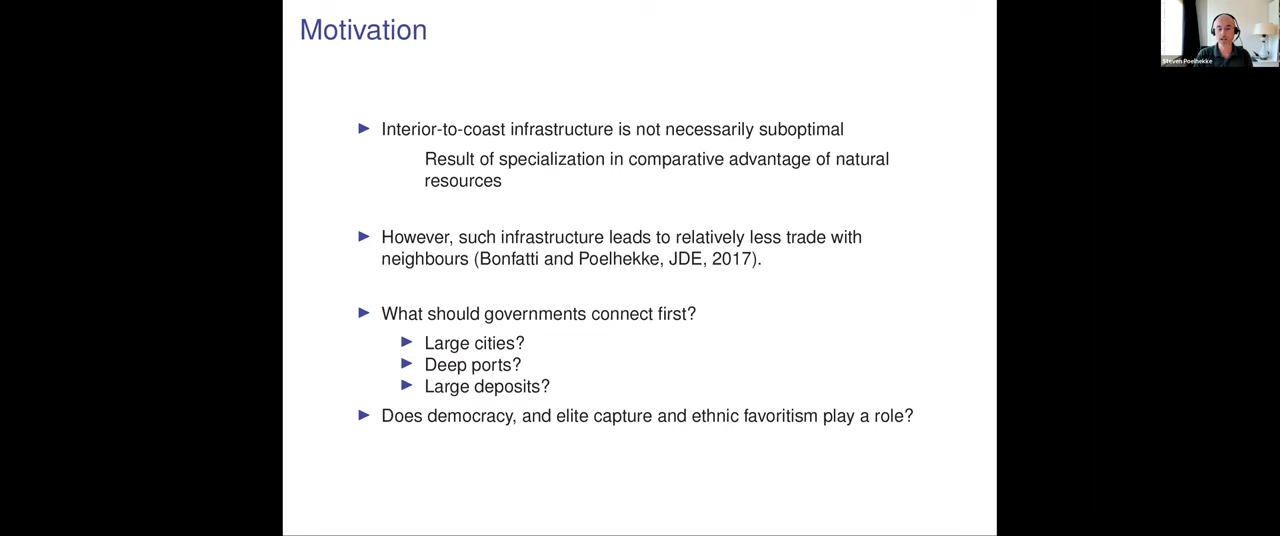 Motivation
Steven Poelhekke
Interior-to-coast infrastructure is not necessarily suboptimal
Result of specialization in comparative advantage of natural
resources
However, such infrastructure leads to relatively less trade with
neighbours (Bonfatti and Poelhekke, JDE, 2017).
What should governments connect first?
Large cities?
Deep ports?
Large deposits?
Does democracy, and elite capture and ethnic favoritism play a role?